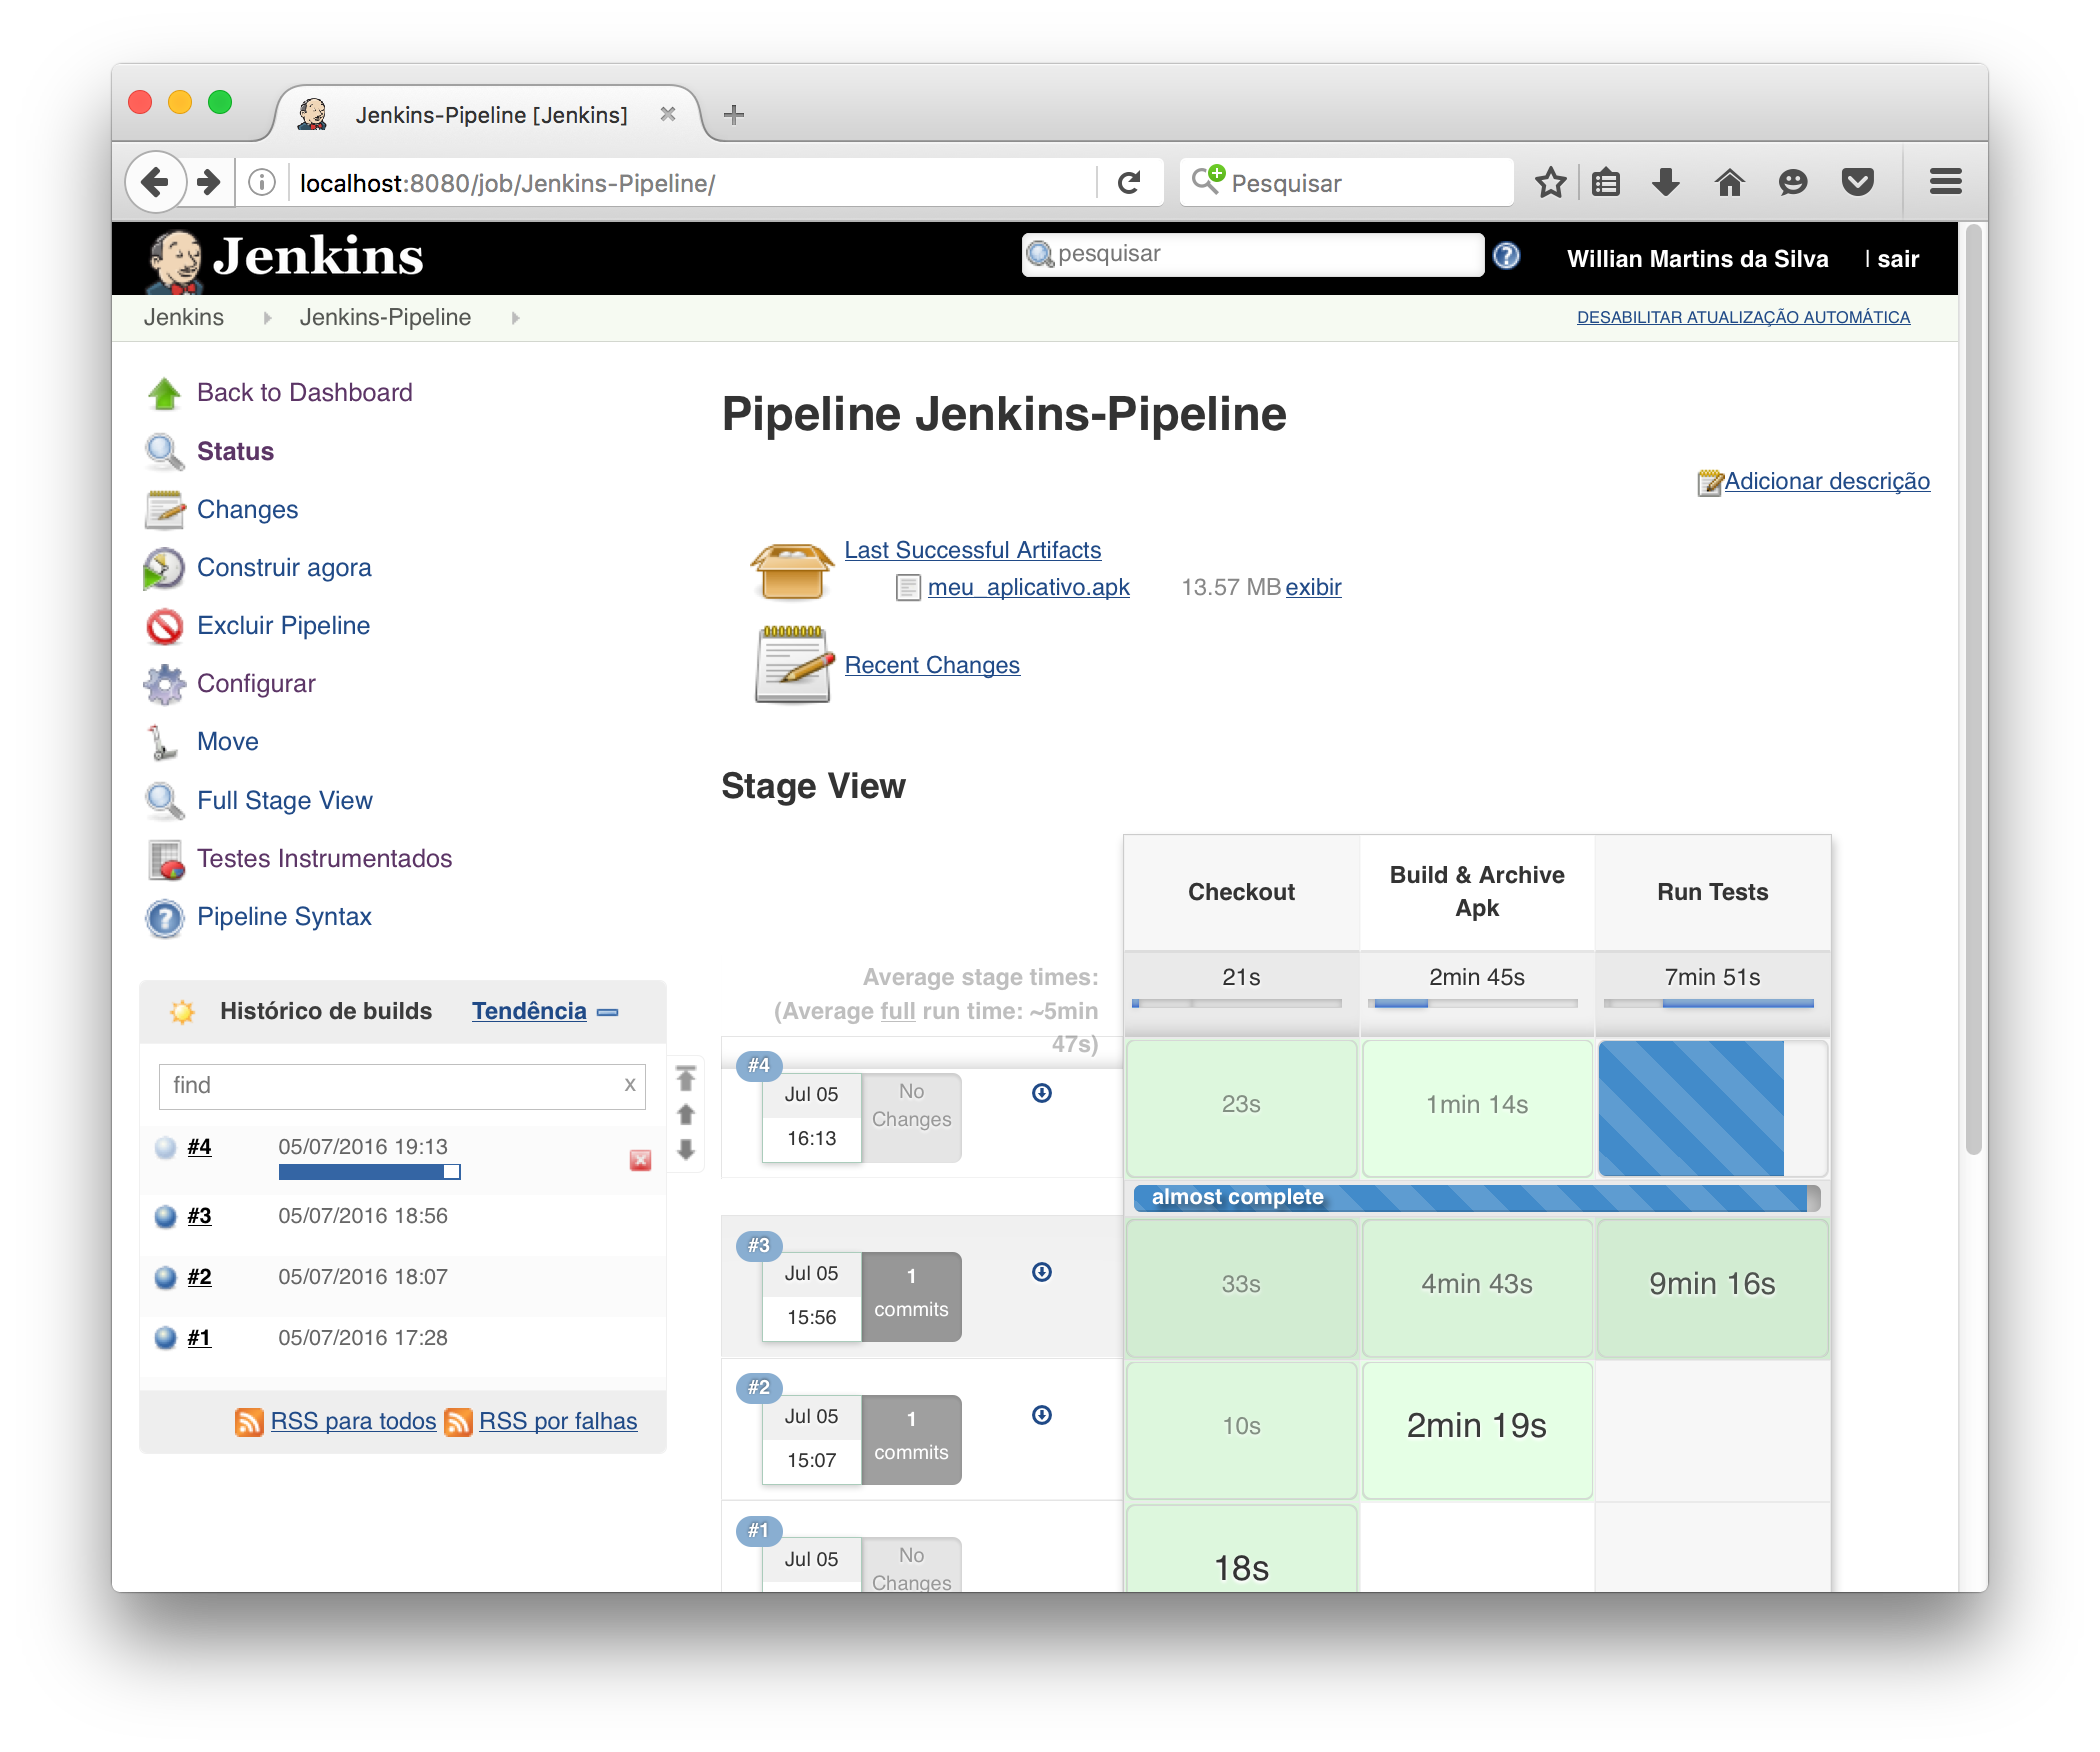 Jenkins-Pipeline [Jenkins]
localhost:8080/job/Jenkins-Pipeline/
Pesquisar
Jenkins
pesquisar
Willian Martins da Silva | sair
Jenkins Jenkins-Pipeline
DESABILITAR ATUALIZAÇÃO AUTOMÁTICA
Back to Dashboard
Status
Changes
Construir agora
Excluir Pipeline
Configurar
Move
Full Stage View
Testes Instrumentados
Pipeline Syntax
Histórico de builds Tendência
find x
#4 05/07/2016 19:13
#3 05/07/2016 18:56
#2 05/07/2016 18:07
#1 05/07/2016 17:28
RSS para todos RSS por falhas
Pipeline Jenkins-Pipeline
Adicionar descrição
Last Successful Artifacts
meu_aplicativo.apk 13.57 MB exibir
Recent Changes
Stage View
Checkout
Build & Archive
Apk
Run Tests
Average stage times:
(Average full run time: ~5min
47s)
21s 2min 45s 7min 51s
#4
Jul 05
16:13
No
Changes
23s 1min 14s
almost complete
#3
Jul 05
15:56
1
commits
33s 4min 43s 9min 16s
#2
Jul 05
15:07
1
commits
10s 2min 19s
#1
Jul 05
No
Changes
18s